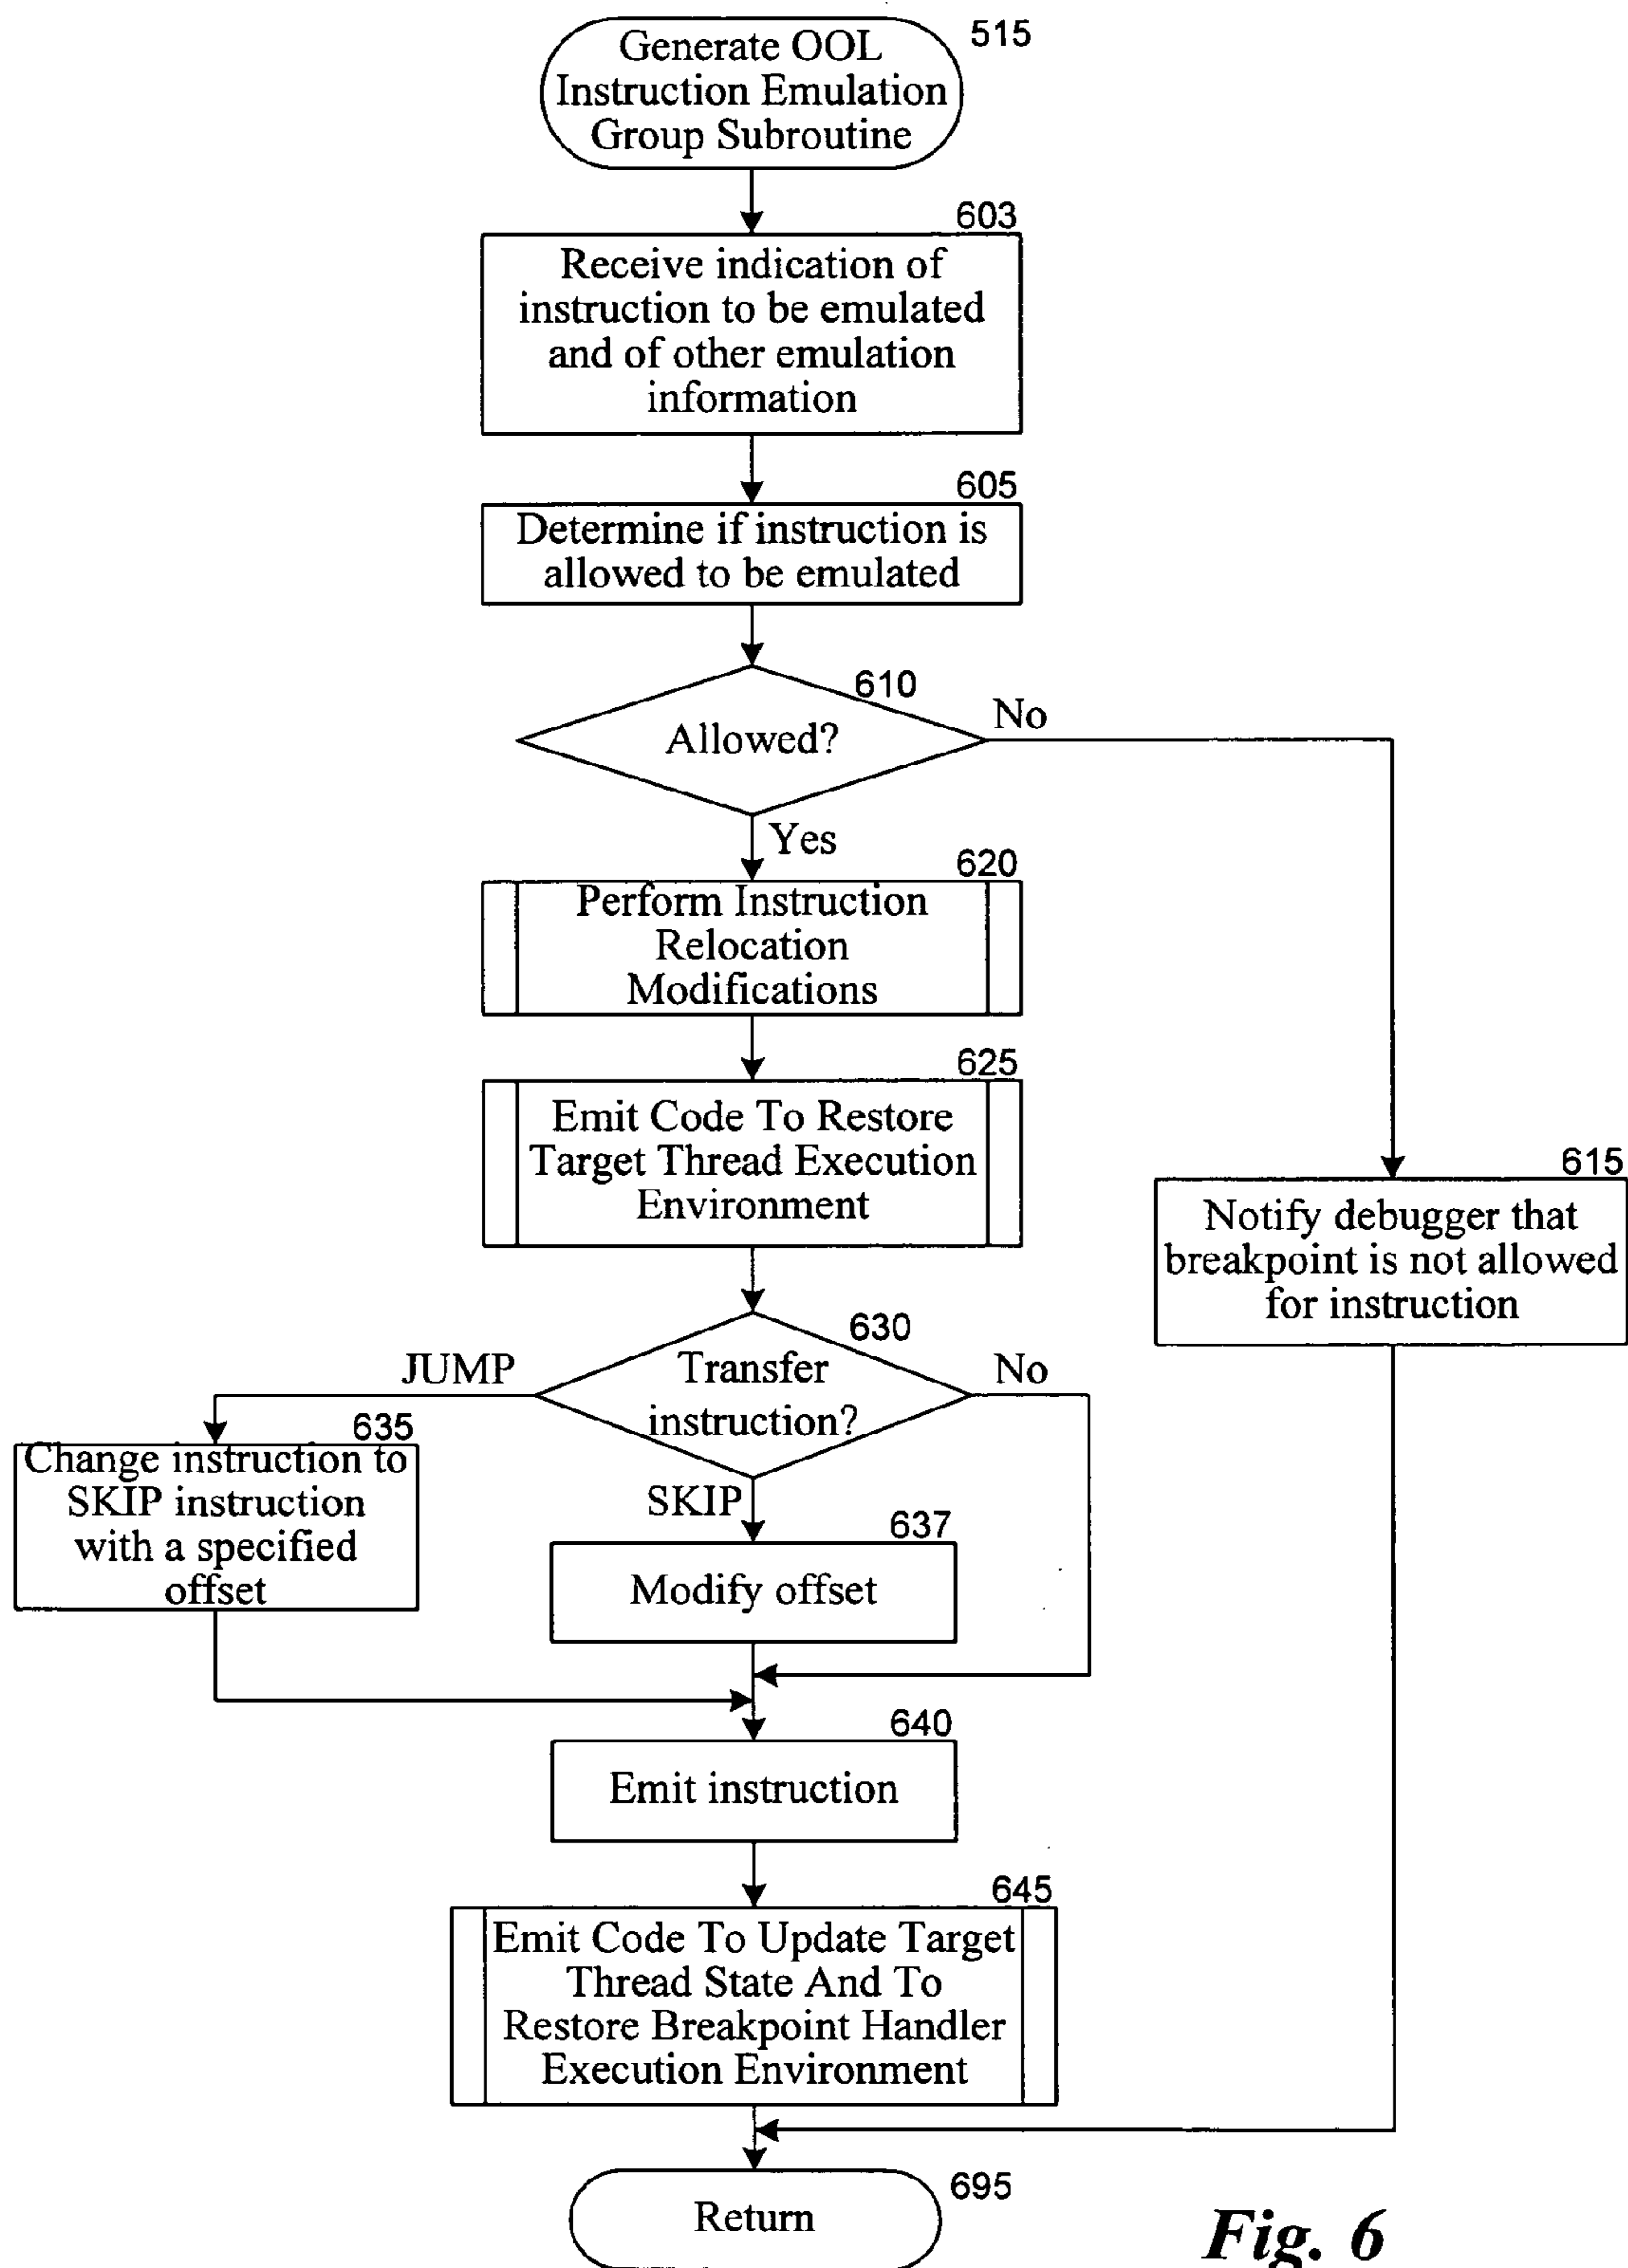 Generate OOL
Instruction Emulation
Group Subroutine
515
603
Receive indication of
instruction to be emulated
and of other emulation
information
605
Determine if instruction is
allowed to be emulated
610
Allowed?
No
Yes
620
Perform Instruction
Relocation
Modifications
625
Emit Code To Restore
Target Thread Execution
Environment
615
Notify debugger that
breakpoint is not allowed
for instruction
630
Transfer
instruction?
JUMP
No
SKIP
635
Change instruction to
SKIP instruction
with a specified
offset
637
Modify offset
640
Emit instruction
645
Emit Code To Update Target
Thread State And To
Restore Breakpoint Handler
Execution Environment
695
Return
Fig. 6